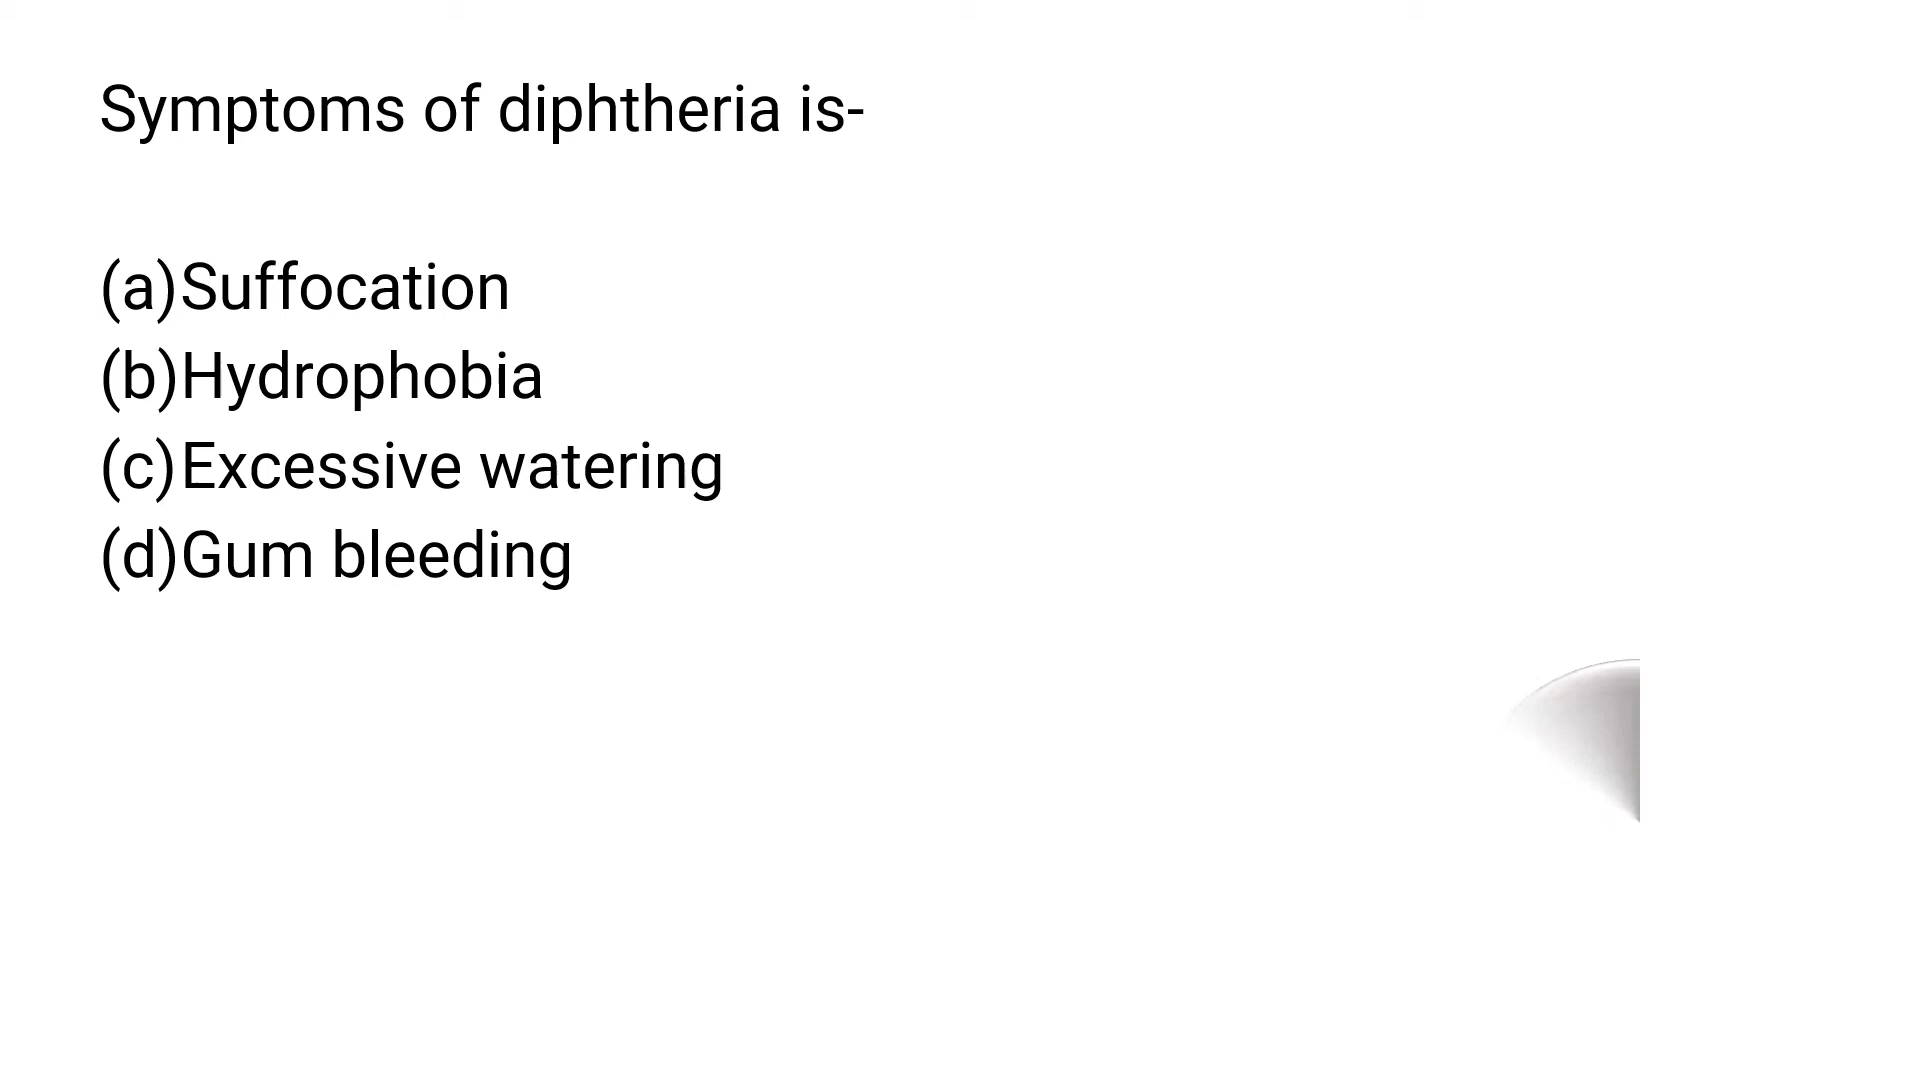 Symptoms of diphtheria is-
(a)Suffocation
(b)Hydrophobia
(c)Excessive watering
(d)Gum bleeding